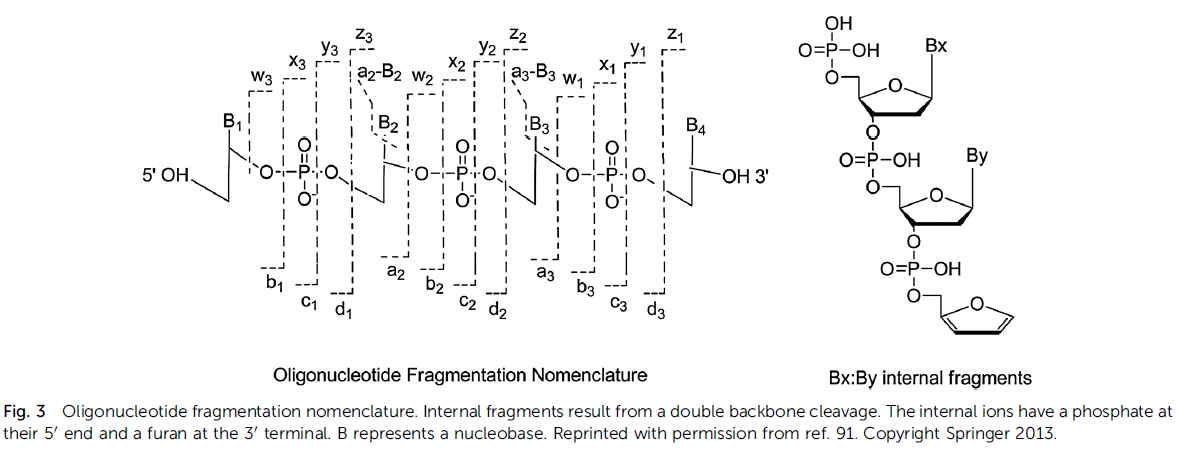 z3 z2 z1
y3 y2 y1
x3 x2 x1
w3 a2-B2 w2 a3-B3 w1
B1 B2 B3 B4
O O O
5' OH O P O O P O O P O OH 3'
O- O- O-
a2 a3
b1 b2 b3
c1 c2 c3
d1 d2 d3
Oligonucleotide Fragmentation Nomenclature
OH
O=P–OH
Bx
O
O
O
O=P–OH
By
O
O
O
O=P–OH
O
O
Bx:By internal fragments
Fig. 3 Oligonucleotide fragmentation nomenclature. Internal fragments result from a double backbone cleavage. The internal ions have a phosphate at
their 5′ end and a furan at the 3′ terminal. B represents a nucleobase. Reprinted with permission from ref. 91. Copyright Springer 2013.